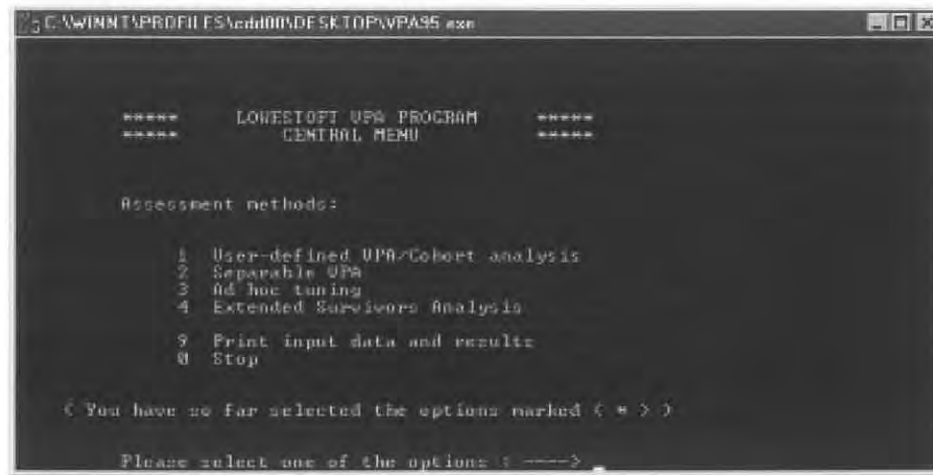 C:\WINNT\PROFILES\cdd00\DESKTOP\VPA95.exe
***** LOWESTOFT VPA PROGRAM *****
***** CENTRAL MENU *****
Assessment methods:
1 User-defined VPA/Cohort analysis
2 Separable VPA
3 Ad hoc tuning
4 Extended Survivors Analysis
9 Print input data and results
0 Stop
( You have so far selected the options marked ( * ) )
Please select one of the options : ---->